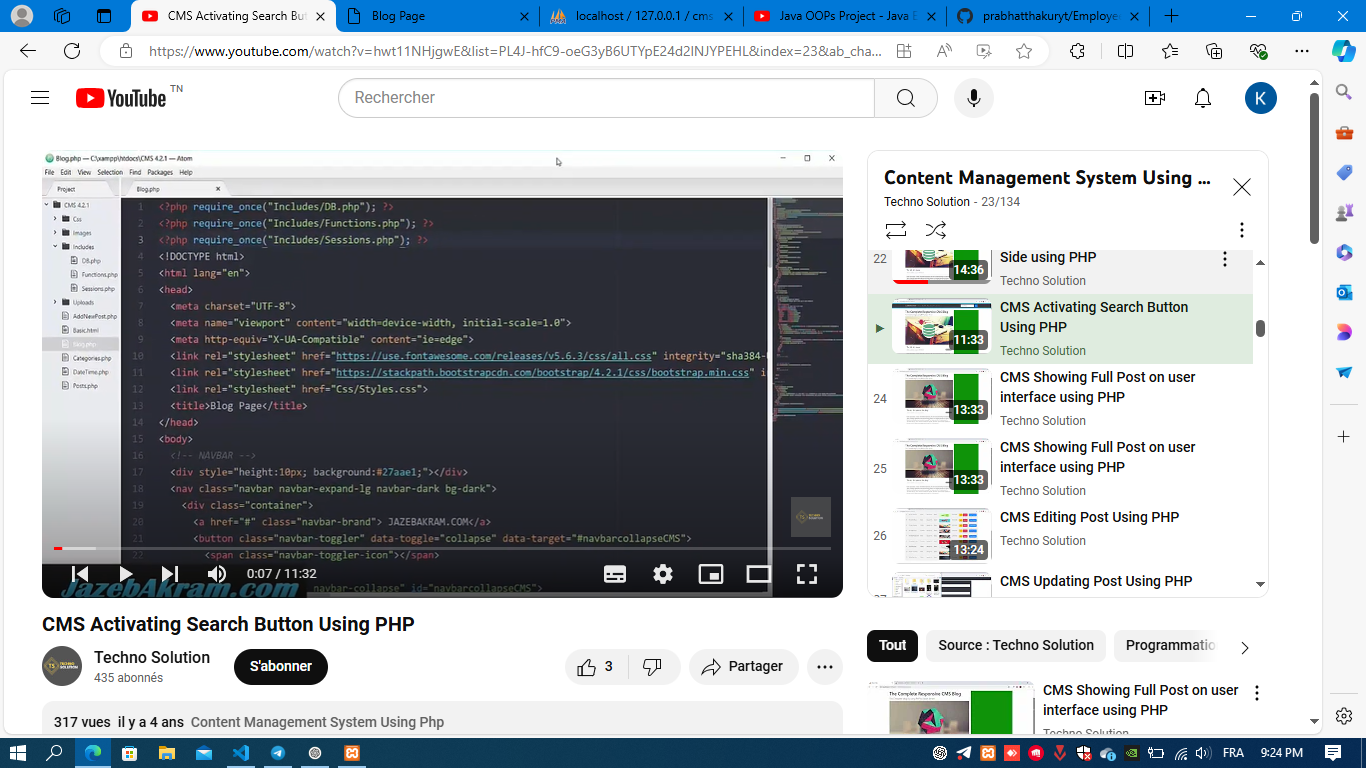 CMS Activating Search But
Blog Page
localhost / 127.0.0.1 / cms
Java OOPs Project - Java E
prabhatthakuryt/Employe
https://www.youtube.com/watch?v=hwt11NHjgwE&list=PL4J-hfC9-oeG3yB6UTYpE24d2INJYPEHL&index=23&ab_cha...
YouTube TN
Rechercher
K
Blog.php — C:\xampp\htdocs\CMS 4.2.1 — Atom
File Edit View Selection Find Packages Help
Project
Blog.php
CMS 4.2.1
Css
Images
Includes
DB.php
Functions.php
Sessions.php
Uploads
AddNewPost.php
Basic.html
Blog.php
Categories.php
DateTime.php
Posts.php
1 <?php require_once("Includes/DB.php"); ?>
2 <?php require_once("Includes/Functions.php"); ?>
3 <?php require_once("Includes/Sessions.php"); ?>
4 <!DOCTYPE html>
5 <html lang="en">
6 <head>
7 <meta charset="UTF-8">
8 <meta name="viewport" content="width=device-width, initial-scale=1.0">
9 <meta http-equiv="X-UA-Compatible" content="ie=edge">
10 <link rel="stylesheet" href="https://use.fontawesome.com/releases/v5.6.3/css/all.css" integrity="sha384-
11 <link rel="stylesheet" href="https://stackpath.bootstrapcdn.com/bootstrap/4.2.1/css/bootstrap.min.css" i
12 <link rel="stylesheet" href="Css/Styles.css">
13 <title>Blog Page</title>
14 </head>
15 <body>
16 <!-- NAVBAR -->
17 <div style="height:10px; background:#27aae1;"></div>
18 <nav class="navbar navbar-expand-lg navbar-dark bg-dark">
19 <div class="container">
20 <a href="#" class="navbar-brand"> JAZEBAKRAM.COM</a>
21 <button class="navbar-toggler" data-toggle="collapse" data-target="#navbarcollapseCMS">
22 <span class="navbar-toggler-icon"></span>
0:07 / 11:32
JazebAkram.com
navbar-collapse" id="navbarcollapseCMS">
CMS Activating Search Button Using PHP
Techno Solution
435 abonnés
S'abonner
3
Partager
317 vues il y a 4 ans Content Management System Using Php
Content Management System Using ...
Techno Solution - 23/134
22
14:36
Side using PHP
Techno Solution
11:33
CMS Activating Search Button
Using PHP
Techno Solution
24
13:33
CMS Showing Full Post on user
interface using PHP
Techno Solution
25
13:33
CMS Showing Full Post on user
interface using PHP
Techno Solution
26
13:24
CMS Editing Post Using PHP
Techno Solution
CMS Updating Post Using PHP
Tout
Source : Techno Solution
Programmatio
The Complete Responsive CMS Blog
CMS Showing Full Post on user
interface using PHP
Techno Solution
FRA
9:24 PM